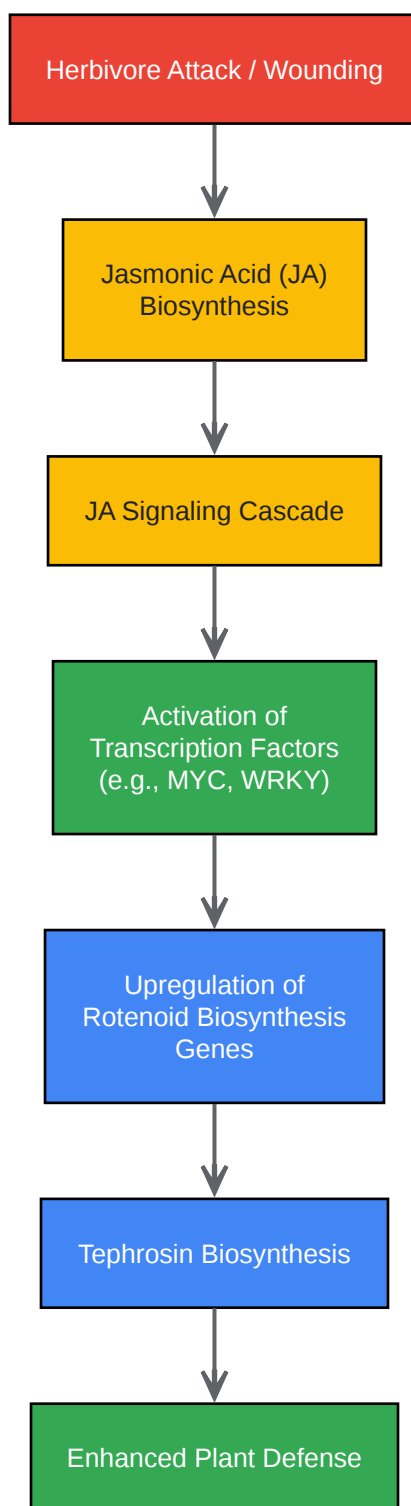 Herbivore Attack / Wounding
Jasmonic Acid (JA)
Biosynthesis
JA Signaling Cascade
Activation of
Transcription Factors
(e.g., MYC, WRKY)
Upregulation of
Rotenoid Biosynthesis
Genes
Tephrosin Biosynthesis
Enhanced Plant Defense